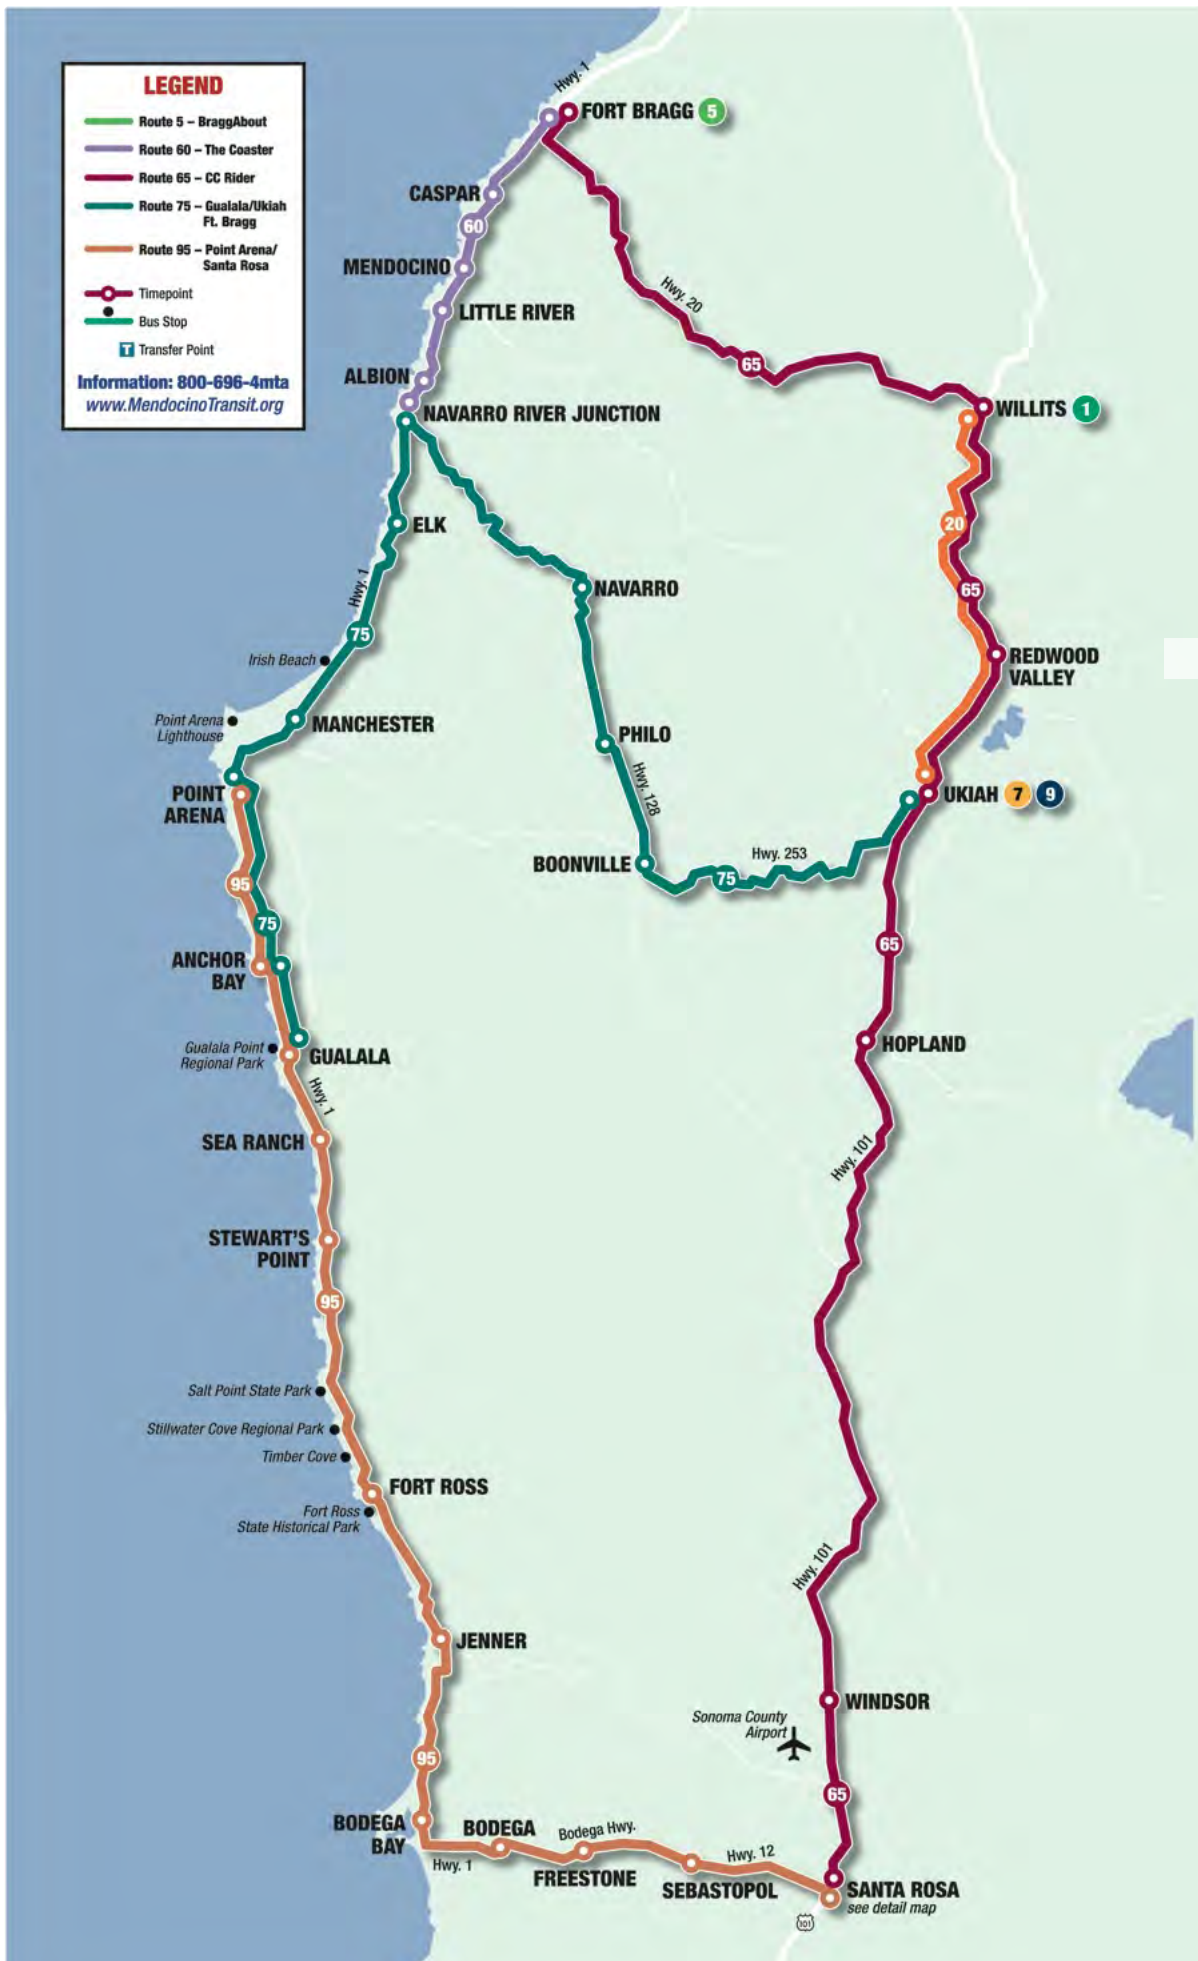 LEGEND
Route 5 – BraggAbout
Route 60 – The Coaster
Route 65 – CC Rider
Route 75 – Gualala/Ukiah
Ft. Bragg
Route 95 – Point Arena/
Santa Rosa
Timepoint
Bus Stop
T Transfer Point
Information: 800-696-4mta
www.MendocinoTransit.org
Hwy. 1
FORT BRAGG 5
CASPAR
60
MENDOCINO
Hwy. 20
LITTLE RIVER
65
ALBION
NAVARRO RIVER JUNCTION
WILLITS 1
ELK
20
Hwy. 1
NAVARRO
65
75
Irish Beach
REDWOOD
VALLEY
Point Arena
Lighthouse
MANCHESTER
PHILO
Hwy. 128
POINT
ARENA
UKIAH 7 9
BOONVILLE
Hwy. 253
75
95
75
65
ANCHOR
BAY
Gualala Point
Regional Park
GUALALA
HOPLAND
Hwy. 1
SEA RANCH
Hwy. 101
STEWART'S
POINT
95
Salt Point State Park
Stillwater Cove Regional Park
Timber Cove
FORT ROSS
Fort Ross
State Historical Park
Hwy. 101
JENNER
WINDSOR
Sonoma County
Airport
95
65
BODEGA
BAY
BODEGA
Bodega Hwy.
Hwy. 1
FREESTONE
Hwy. 12
SEBASTOPOL
SANTA ROSA
see detail map
101